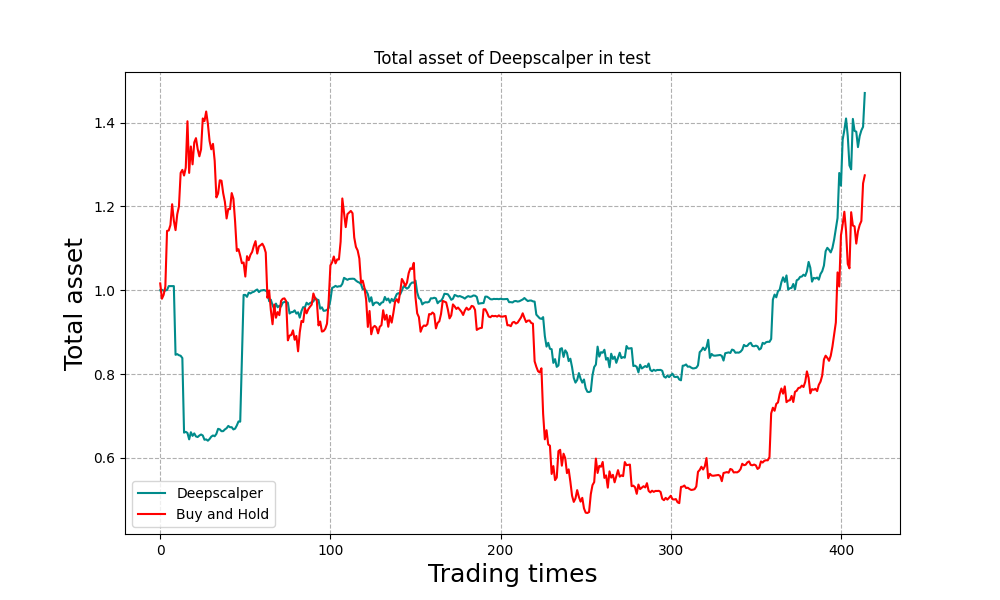 Total asset of Deepscalper in test
Total asset
1.4
1.2
1.0
0.8
0.6
Deepscalper
Buy and Hold
0
100
200
300
400
Trading times